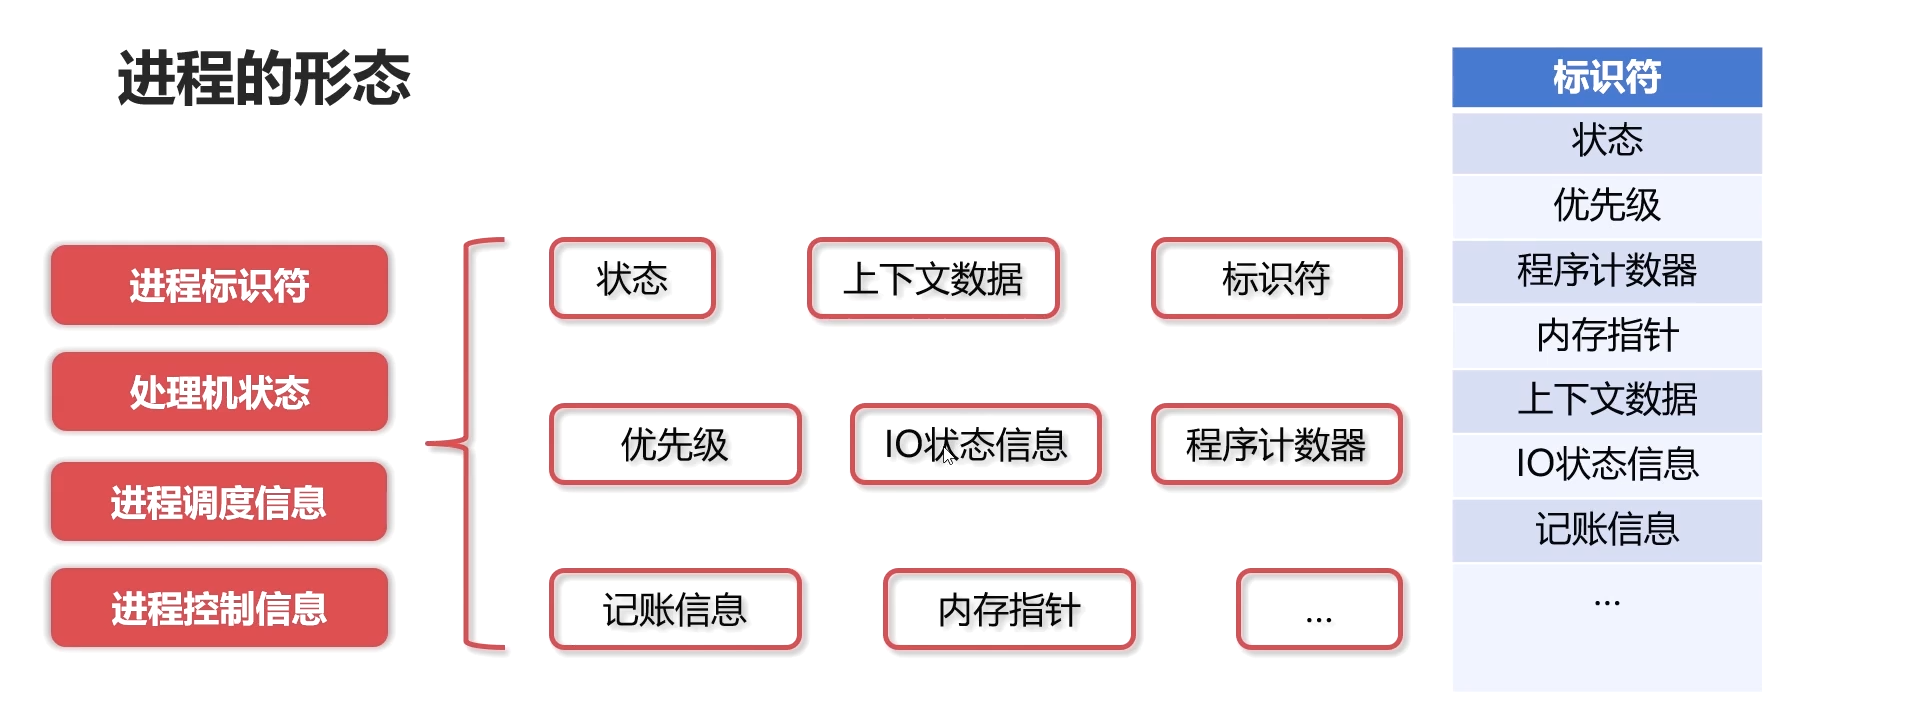 进程的形态
进程标识符
处理机状态
进程调度信息
进程控制信息
状态
上下文数据
标识符
优先级
IO状态信息
程序计数器
记账信息
内存指针
...
标识符
状态
优先级
程序计数器
内存指针
上下文数据
IO状态信息
记账信息
...